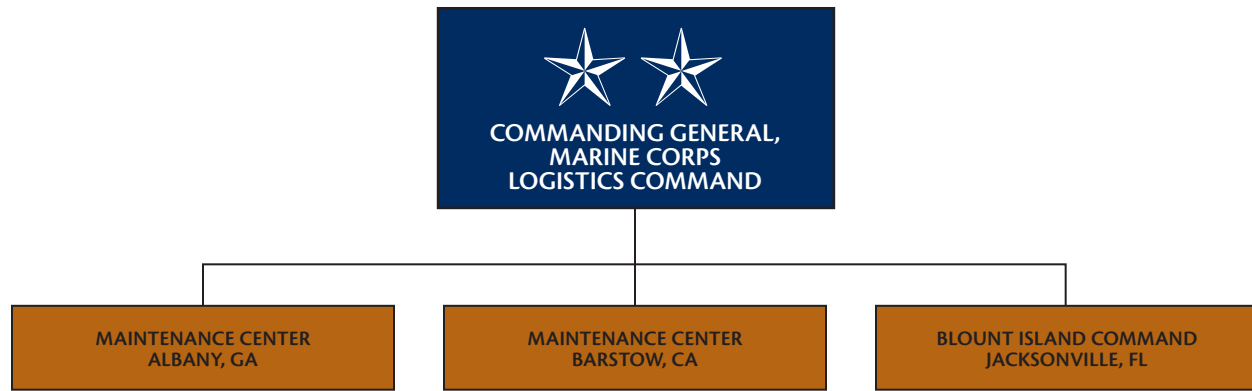 COMMANDING GENERAL,
MARINE CORPS
LOGISTICS COMMAND
MAINTENANCE CENTER
ALBANY, GA
MAINTENANCE CENTER
BARSTOW, CA
BLOUNT ISLAND COMMAND
JACKSONVILLE, FL